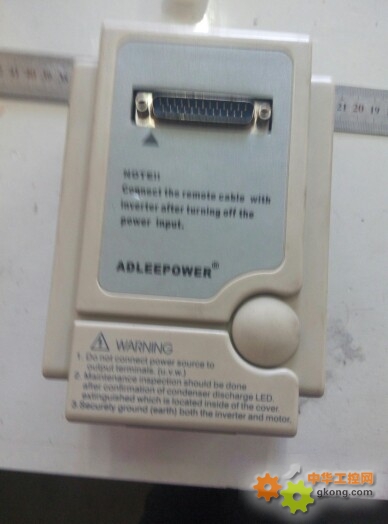 NOTE!!
Connect the remote cable with
inverter after turning off the
power input.
ADLEEPOWER®
WARNING
1. Do not connect power source to
output terminals. (u.v.w.)
2. Maintenance inspection should be done
after confirmation of condenser discharge LED.
extinguished which is located inside of the cover.
3. Securely ground (earth) both the inverter and motor.
21 20 19
中华工控网
gkong.com